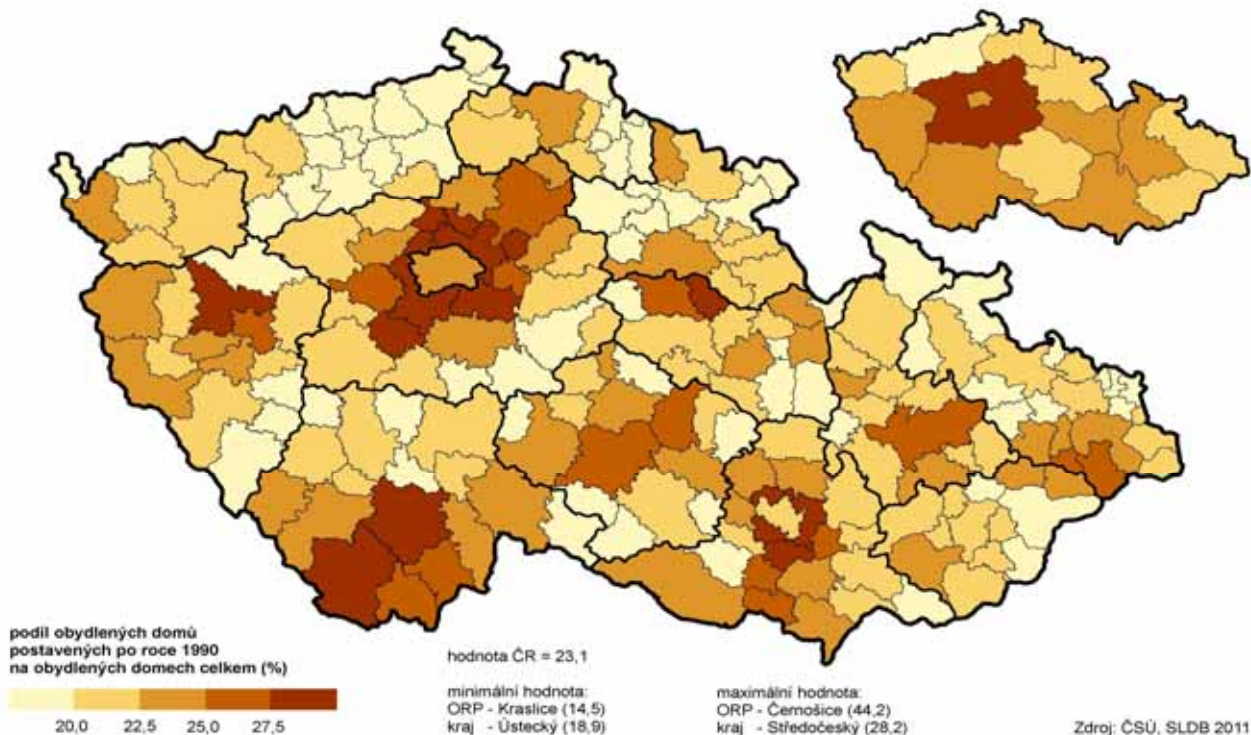 podíl obydlených domů
postavených po roce 1990
na obydlených domech celkem (%)
20,0 22,5 25,0 27,5
hodnota ČR = 23,1
minimální hodnota:
ORP - Kraslice (14,5)
kraj - Ústecký (18,9)
maximální hodnota:
ORP - Černošice (44,2)
kraj - Středočeský (28,2)
Zdroj: ČSÚ, SLDB 2011